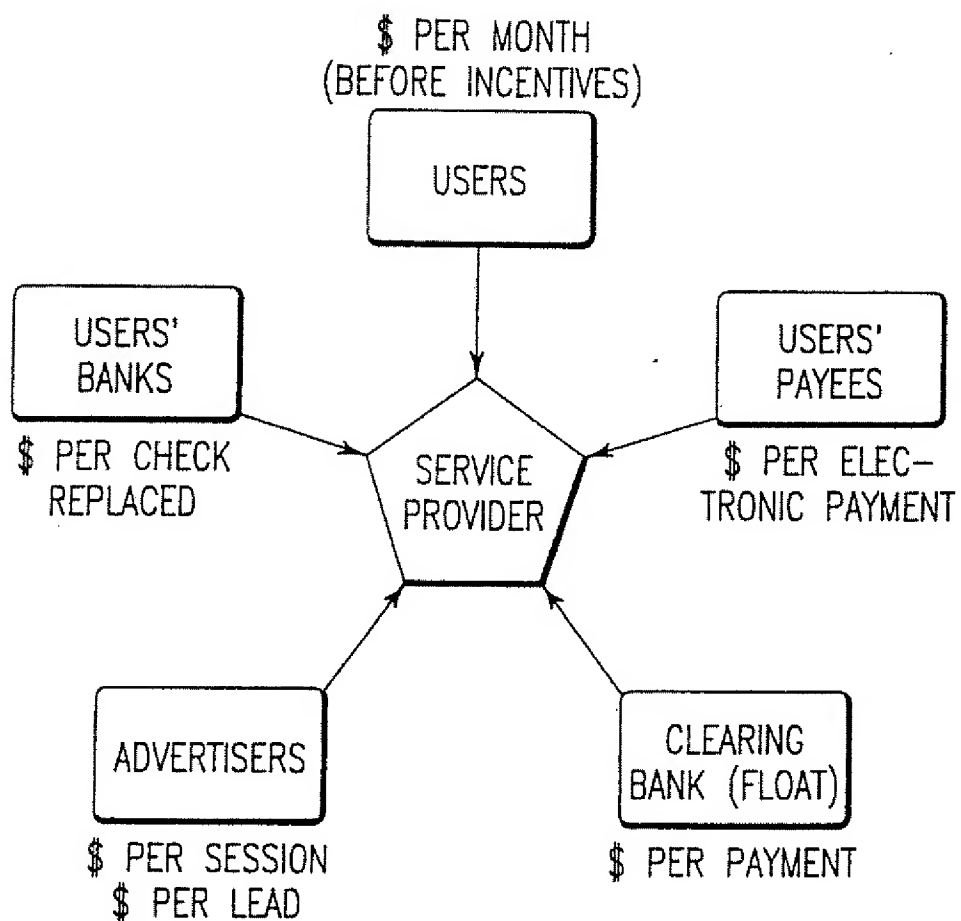 $ PER MONTH
(BEFORE INCENTIVES)
USERS
USERS'
BANKS
$ PER CHECK
REPLACED
USERS'
PAYEES
$ PER ELEC-
TRONIC PAYMENT
SERVICE
PROVIDER
ADVERTISERS
$ PER SESSION
$ PER LEAD
CLEARING
BANK (FLOAT)
$ PER PAYMENT